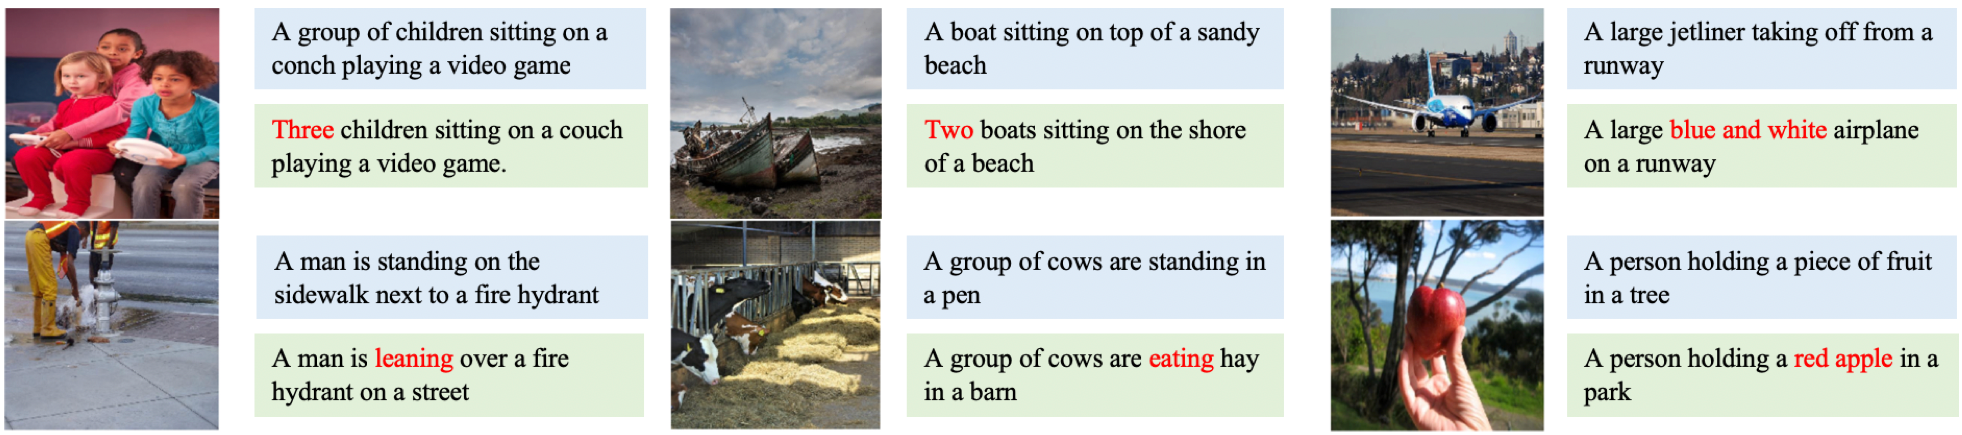 A group of children sitting on a
conch playing a video game
Three children sitting on a couch
playing a video game.
A boat sitting on top of a sandy
beach
Two boats sitting on the shore
of a beach
A large jetliner taking off from a
runway
A large blue and white airplane
on a runway
A man is standing on the
sidewalk next to a fire hydrant
A man is leaning over a fire
hydrant on a street
A group of cows are standing in
a pen
A group of cows are eating hay
in a barn
A person holding a piece of fruit
in a tree
A person holding a red apple in a
park